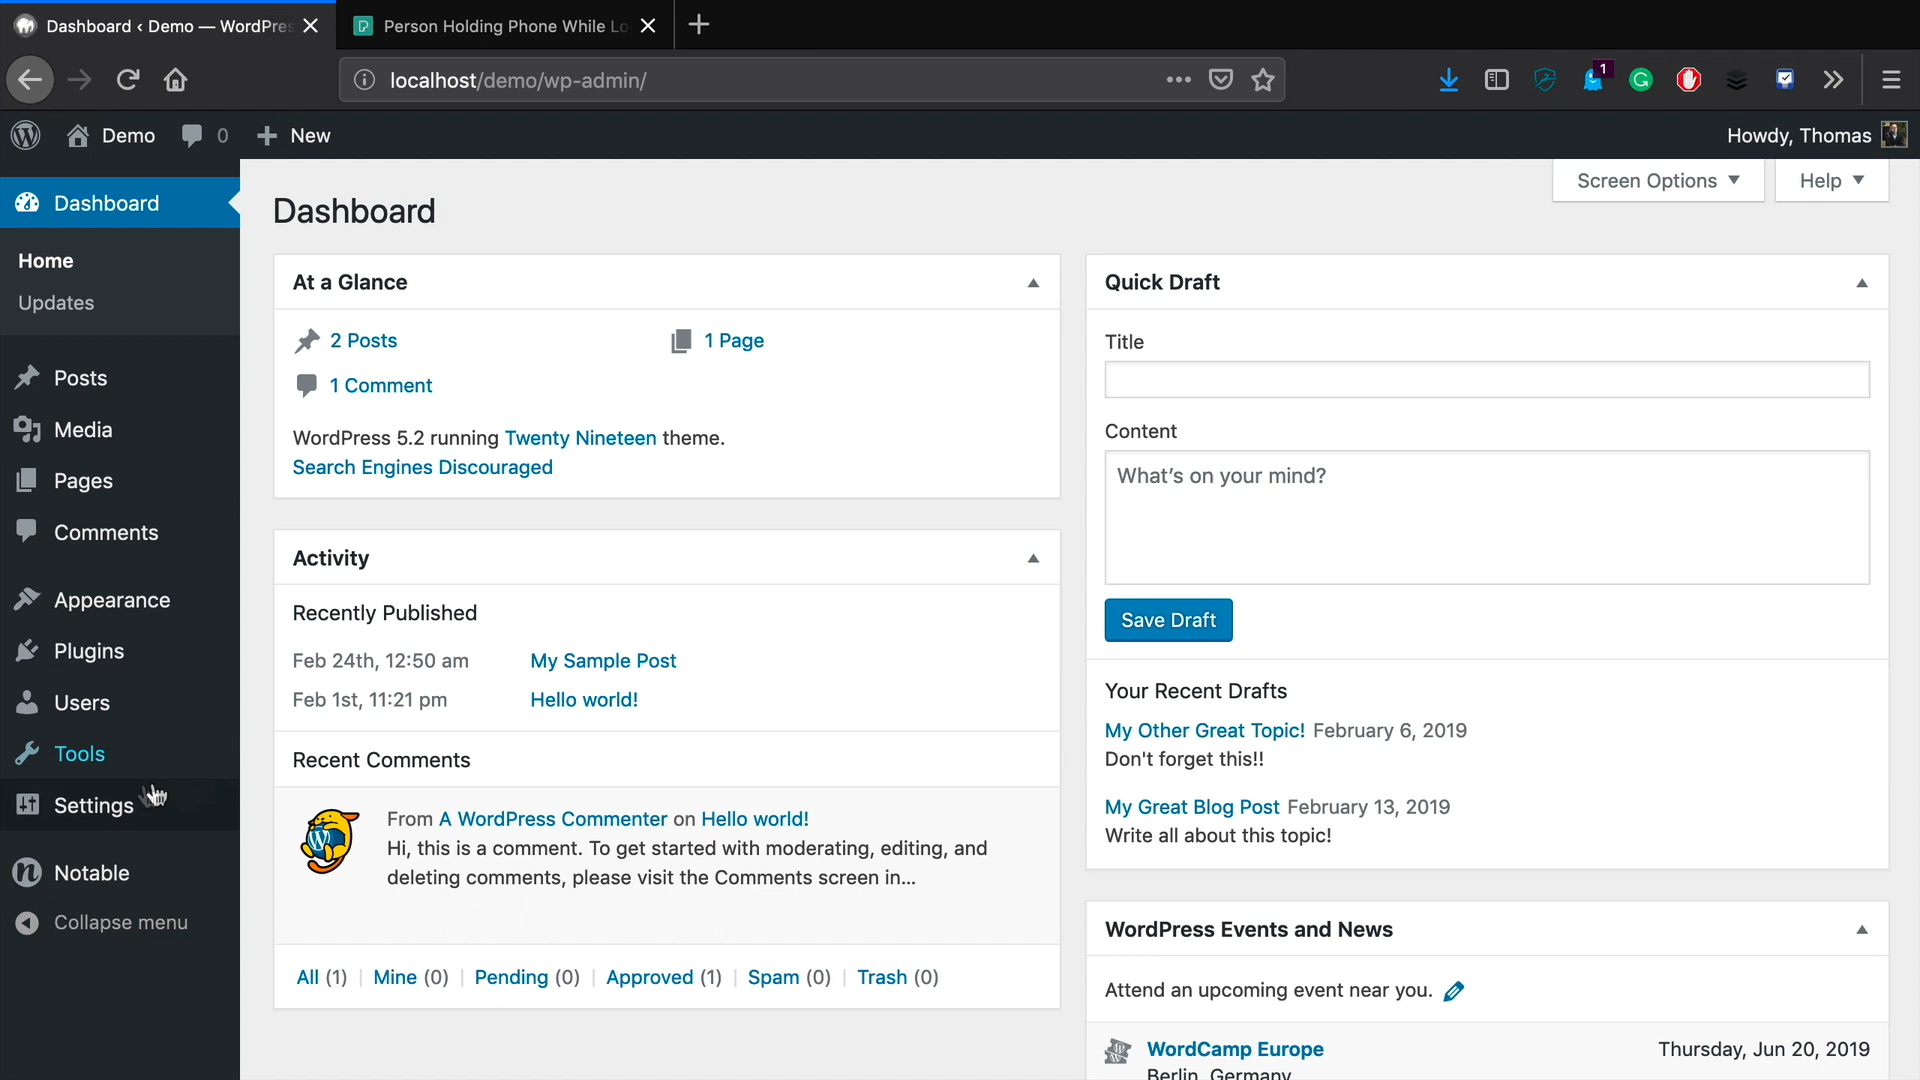 Dashboard ‹ Demo — WordPres
Person Holding Phone While Lo
localhost/demo/wp-admin/
1
Demo
0
New
Howdy, Thomas
Dashboard
Home
Updates
Posts
Media
Pages
Comments
Appearance
Plugins
Users
Tools
Settings
Notable
Collapse menu
Screen Options
Help
Dashboard
At a Glance
2 Posts
1 Page
1 Comment
WordPress 5.2 running Twenty Nineteen theme.
Search Engines Discouraged
Activity
Recently Published
Feb 24th, 12:50 am My Sample Post
Feb 1st, 11:21 pm Hello world!
Recent Comments
From A WordPress Commenter on Hello world!
Hi, this is a comment. To get started with moderating, editing, and
deleting comments, please visit the Comments screen in...
All (1) | Mine (0) | Pending (0) | Approved (1) | Spam (0) | Trash (0)
Quick Draft
Title
Content
What's on your mind?
Save Draft
Your Recent Drafts
My Other Great Topic! February 6, 2019
Don't forget this!!
My Great Blog Post February 13, 2019
Write all about this topic!
WordPress Events and News
Attend an upcoming event near you.
WordCamp Europe Thursday, Jun 20, 2019
Berlin, Germany